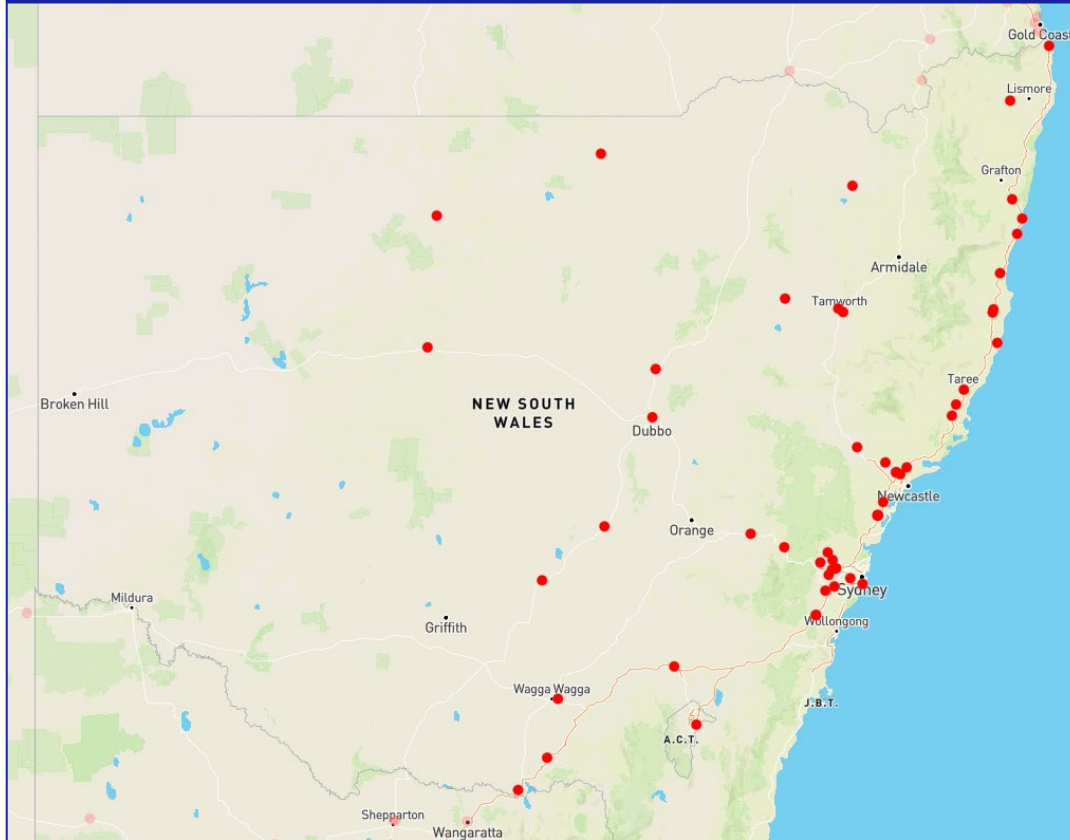 Gold Coast
Lismore
Grafton
Armidale
Tamworth
Taree
Broken Hill
NEW SOUTH
WALES
Dubbo
Newcastle
Orange
Sydney
Mildura
Griffith
Wollongong
Wagga Wagga
J.B.T.
A.C.T.
Shepparton
Wangaratta